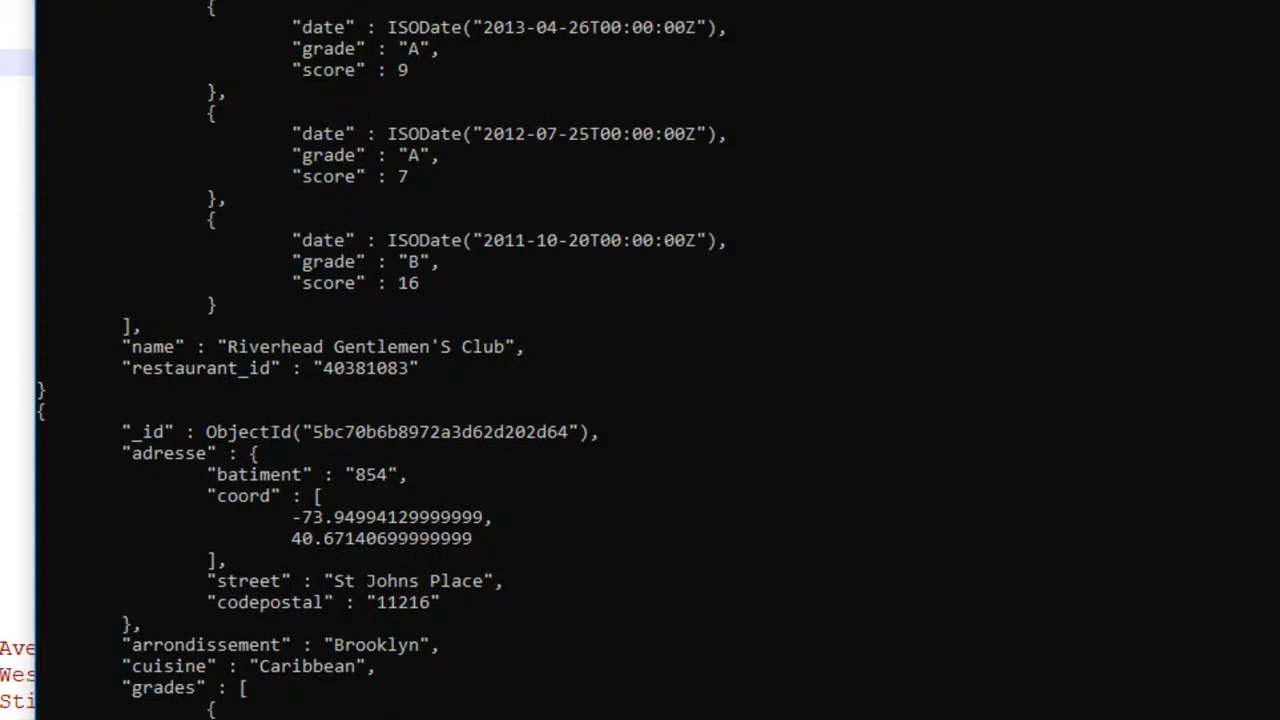 {
"date" : ISODate("2013-04-26T00:00:00Z"),
"grade" : "A",
"score" : 9
},
{
"date" : ISODate("2012-07-25T00:00:00Z"),
"grade" : "A",
"score" : 7
},
{
"date" : ISODate("2011-10-20T00:00:00Z"),
"grade" : "B",
"score" : 16
}
],
"name" : "Riverhead Gentlemen'S Club",
"restaurant_id" : "40381083"
}
{
"_id" : ObjectId("5bc70b6b8972a3d62d202d64"),
"adresse" : {
"batiment" : "854",
"coord" : [
-73.94994129999999,
40.67140699999999
],
"street" : "St Johns Place",
"codepostal" : "11216"
},
"arrondissement" : "Brooklyn",
Ave
"cuisine" : "Caribbean",
Wes
"grades" : [
Sti
{